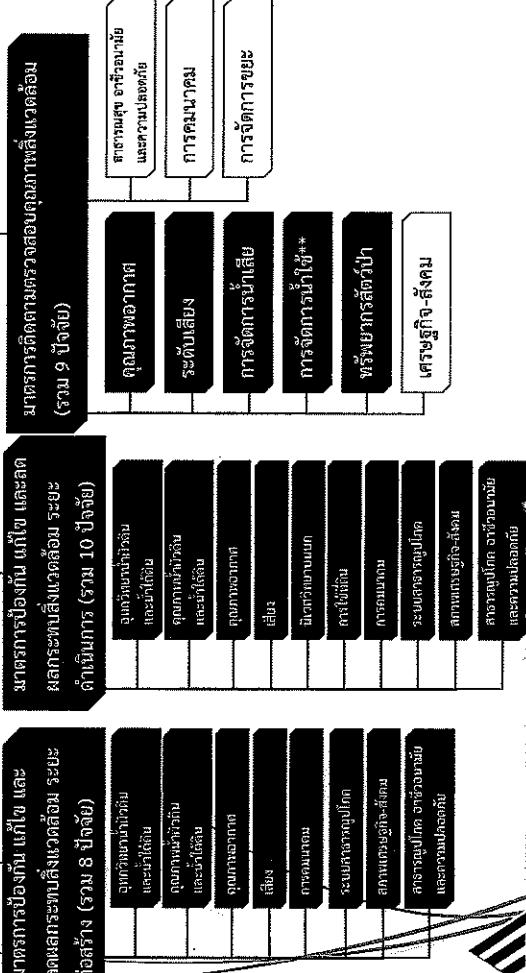 มาตรการป้องกัน แก้ไข และ
ลดผลกระทบสิ่งแวดล้อม ระยะ
ก่อสร้าง (รวม 8 ปัจจัย)
อุทกวิทยาน้ำผิวดิน
และน้ำใต้ดิน
คุณภาพน้ำผิวดิน
และน้ำใต้ดิน
คุณภาพอากาศ
เสียง
การคมนาคม
ระบบสาธารณูปโภค
สภาพเศรษฐกิจ-สังคม
สาธารณูปโภค อาชีวอนามัย
และความปลอดภัย
มาตรการป้องกัน แก้ไข และลด
ผลกระทบสิ่งแวดล้อม ระยะ
ดำเนินการ (รวม 10 ปัจจัย)
อุทกวิทยาน้ำผิวดิน
และน้ำใต้ดิน
คุณภาพน้ำผิวดิน
และน้ำใต้ดิน
คุณภาพอากาศ
เสียง
นิเวศวิทยาบนบก
การใช้ที่ดิน
การคมนาคม
ระบบสาธารณูปโภค
สภาพเศรษฐกิจ-สังคม
สาธารณูปโภค อาชีวอนามัย
และความปลอดภัย
มาตรการติดตามตรวจสอบคุณภาพสิ่งแวดล้อม
(รวม 9 ปัจจัย)
คุณภาพอากาศ
ระดับเสียง
การจัดการน้ำเสีย
การจัดการน้ำใช้**
ทรัพยากรสัตว์ป่า
เศรษฐกิจ-สังคม
สาธารณสุข อาชีวอนามัย
และความปลอดภัย
การคมนาคม
การจัดการขยะ